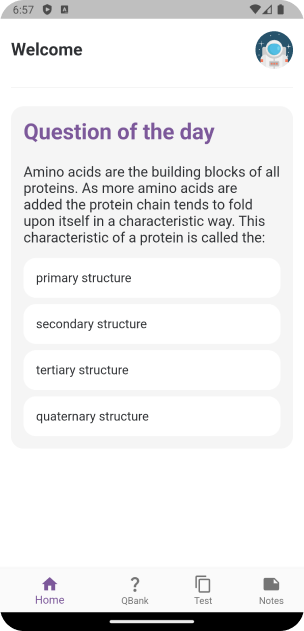 6:57
Welcome
Question of the day
Amino acids are the building blocks of all
proteins. As more amino acids are
added the protein chain tends to fold
upon itself in a characteristic way. This
characteristic of a protein is called the:
primary structure
secondary structure
tertiary structure
quaternary structure
Home
QBank
Test
Notes